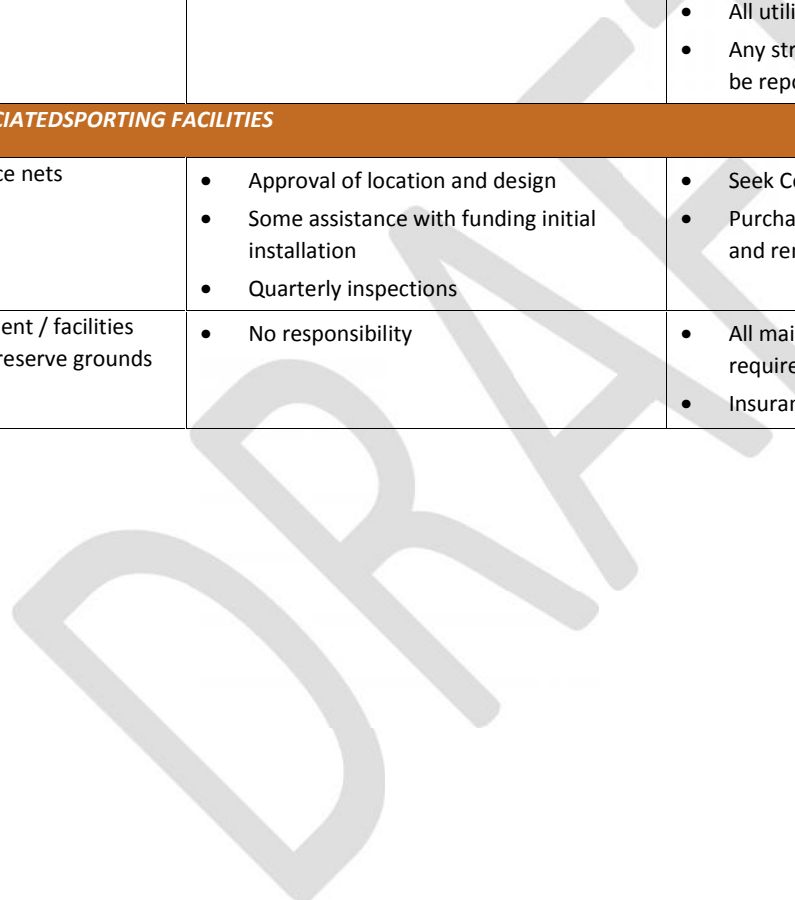 All utili
Any str
be repo
CIATEDSPORTING FACILITIES
ce nets
Approval of location and design
Some assistance with funding initial
installation
Quarterly inspections
Seek Co
Purcha
and re
ent / facilities
reserve grounds
No responsibility
All mai
require
Insuran
DRAFT